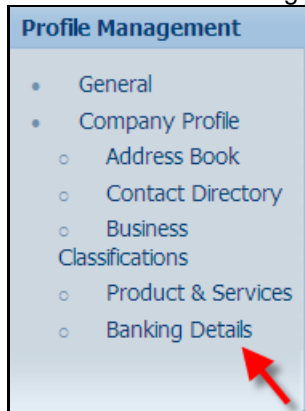 Profile Management
General
Company Profile
Address Book
Contact Directory
Business
Classifications
Product & Services
Banking Details